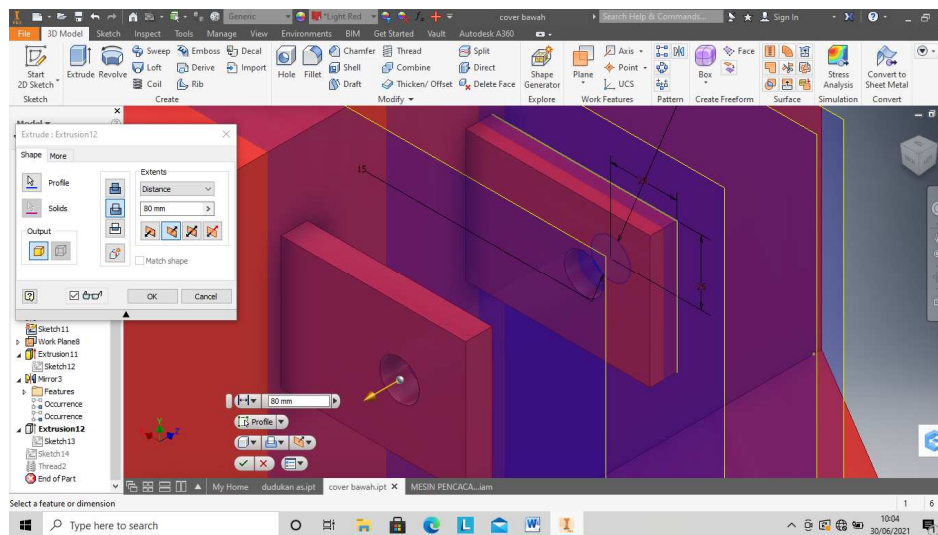 Generic
*Light Red
cover bawah
Search Help & Commands...
Sign In
File 3D Model Sketch Inspect Tools Manage View Environments BIM Get Started Vault Autodesk A360
Start
2D Sketch
Extrude Revolve
Sweep Emboss Decal
Loft Derive Import
Coil Rib
Hole Fillet
Chamfer Thread Split
Shell Combine Direct
Draft Thicken/ Offset Delete Face
Shape
Generator
Plane
Axis
Point
UCS
Box
Face
Stress
Analysis
Convert to
Sheet Metal
Sketch Create Modify Explore Work Features Pattern Create Freeform Surface Simulation Convert
Model
Extrude : Extrusion12
Shape More
Profile
Solids
Output
Extents
Distance
80 mm
Match shape
OK Cancel
Sketch11
Work Plane8
Extrusion11
Sketch12
Mirror3
Features
Occurrence
Occurrence
Extrusion12
Sketch13
Sketch14
Thread2
End of Part
15
80 mm
Profile
My Home dudukan as.ipt cover bawah.ipt MESIN PENCACA...iam
Select a feature or dimension
1 6
Type here to search
10:04
30/06/2021